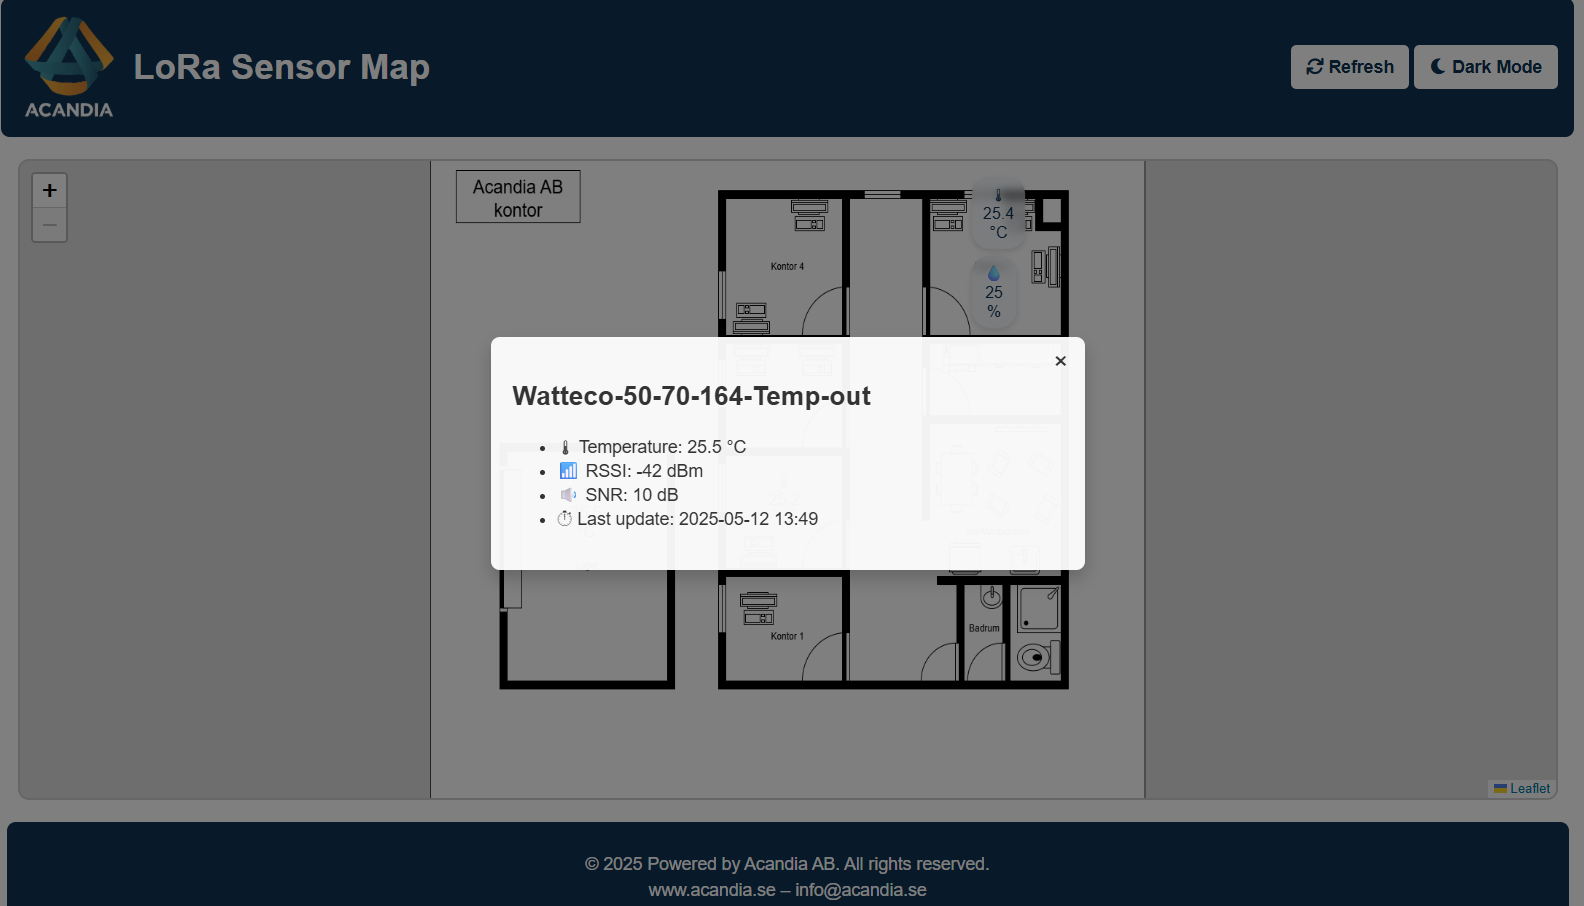 ACANDIA
LoRa Sensor Map
Refresh
Dark Mode
+
−
Acandia AB
kontor
25.4
°C
Kontor 4
25
%
×
Watteco-50-70-164-Temp-out
Temperature: 25.5 °C
RSSI: -42 dBm
SNR: 10 dB
Last update: 2025-05-12 13:49
Kontor 1
Badrum
Leaflet
© 2025 Powered by Acandia AB. All rights reserved.
www.acandia.se – info@acandia.se